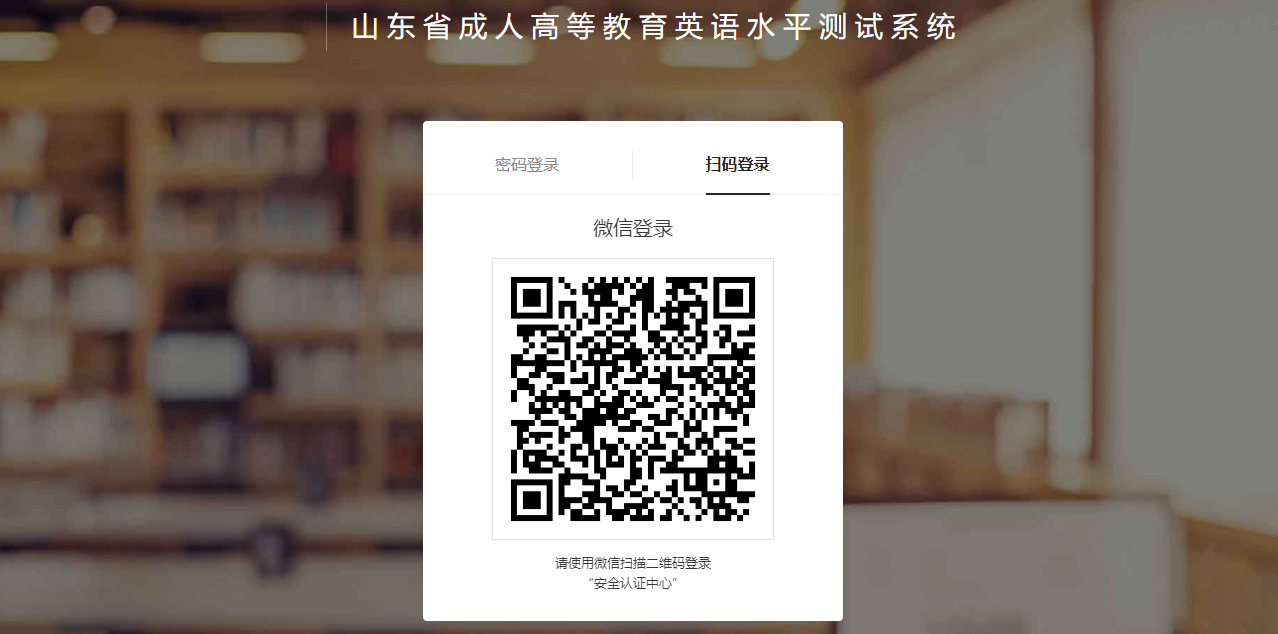 山东省成人高等教育英语水平测试系统
密码登录
扫码登录
微信登录
请使用微信扫描二维码登录
“安全认证中心”